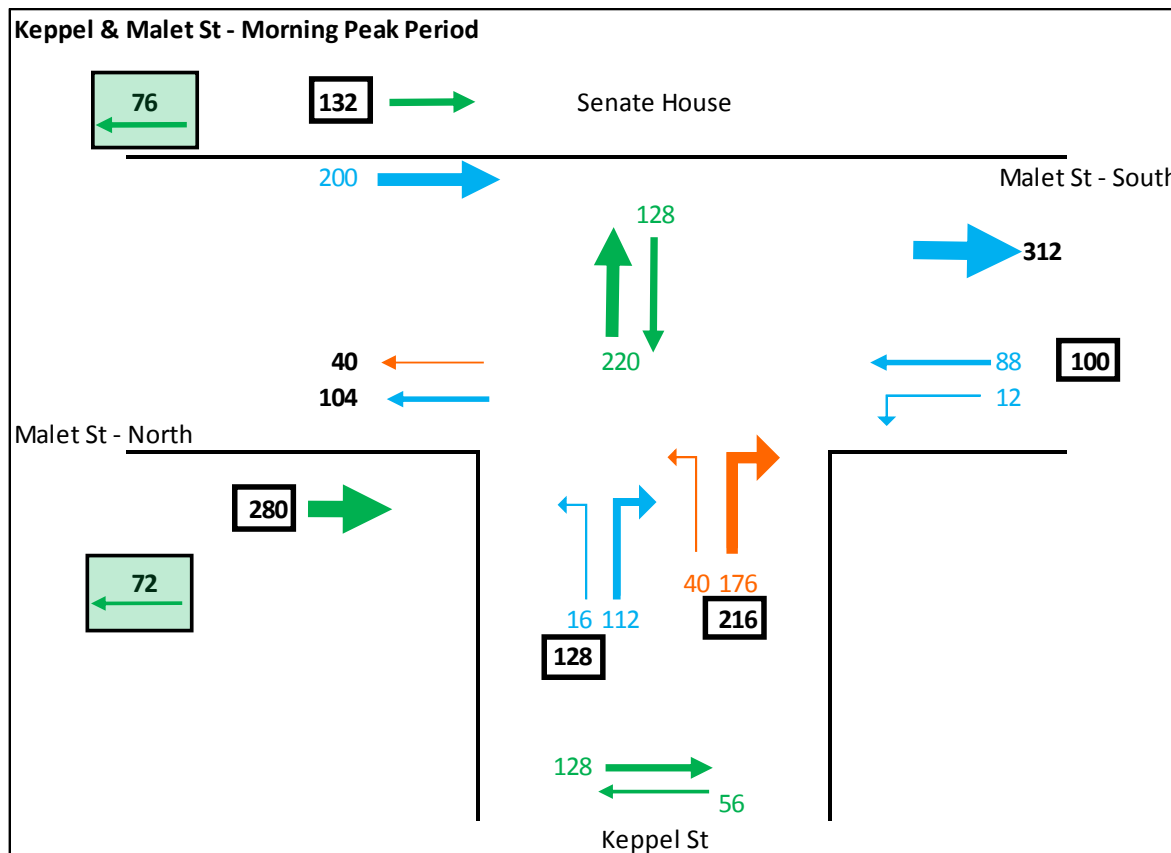 Keppel & Malet St - Morning Peak Period
76 132 Senate House
200 Malet St - South
128
312
40 220 88 100
104 12
Malet St - North
280
72 40 176
16 112 216
128
128
56
Keppel St